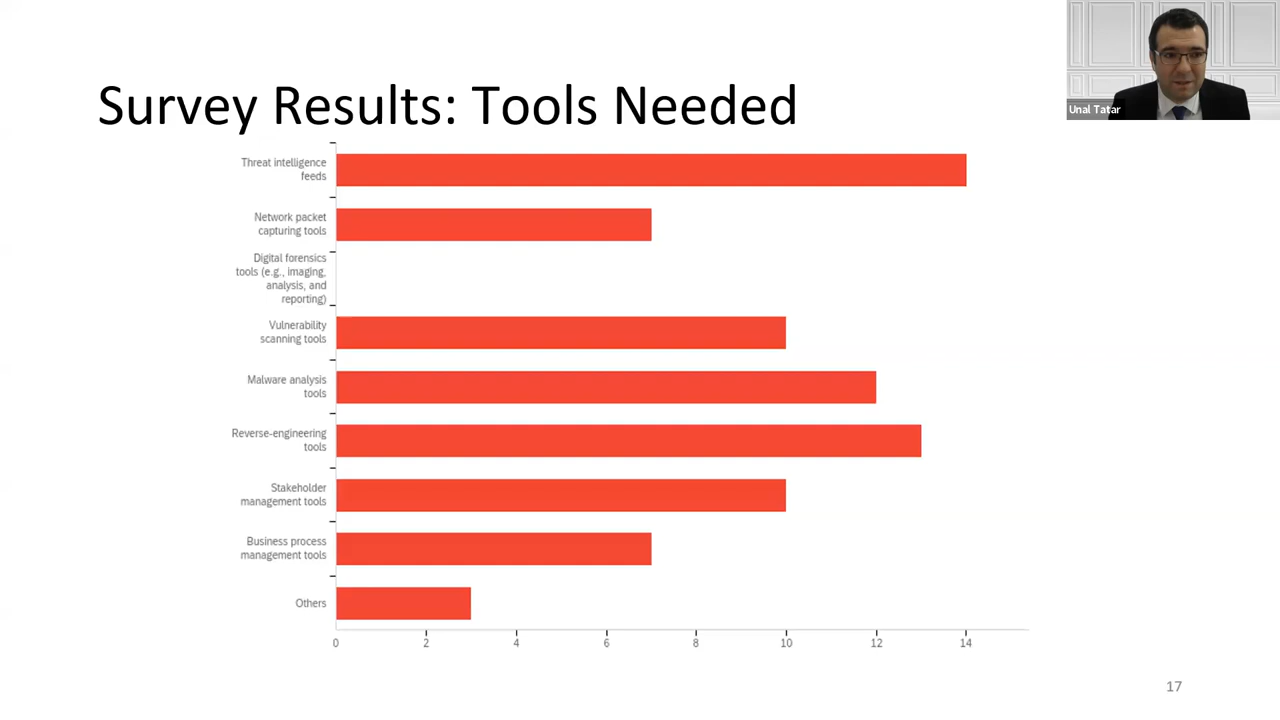 Unal Tatar
Survey Results: Tools Needed
Threat intelligence
feeds
Network packet
capturing tools
Digital forensics
tools (e.g., imaging,
analysis, and
reporting)
Vulnerability
scanning tools
Malware analysis
tools
Reverse-engineering
tools
Stakeholder
management tools
Business process
management tools
Others
0 2 4 6 8 10 12 14
17